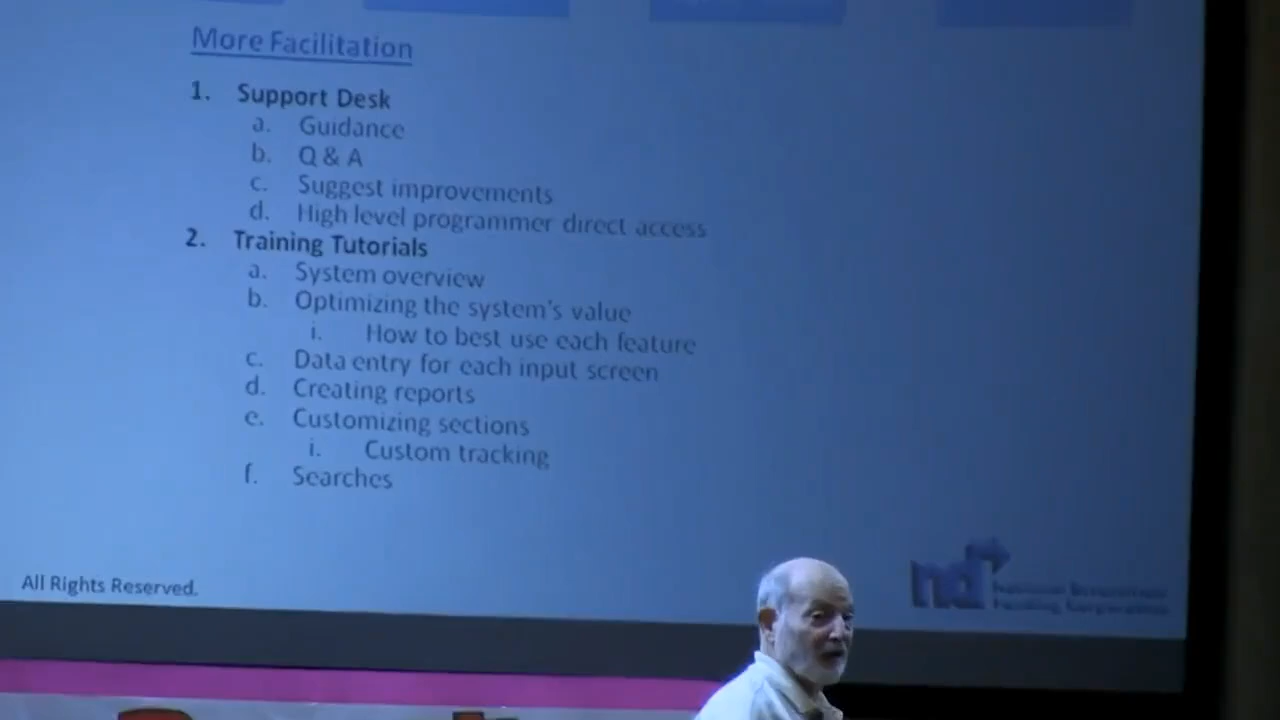 More Facilitation
1. Support Desk
a. Guidance
b. Q & A
c. Suggest improvements
d. High level programmer direct access
2. Training Tutorials
a. System overview
b. Optimizing the system's value
i. How to best use each feature
c. Data entry for each input screen
d. Creating reports
e. Customizing sections
i. Custom tracking
f. Searches
All Rights Reserved.